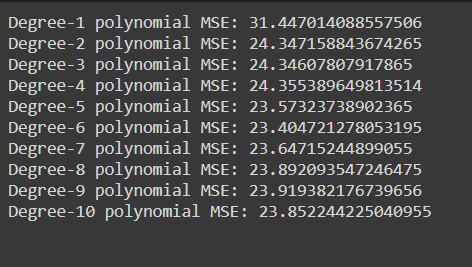 Degree-1 polynomial MSE: 31.447014088557506
Degree-2 polynomial MSE: 24.347158843674265
Degree-3 polynomial MSE: 24.34607807917865
Degree-4 polynomial MSE: 24.355389649813514
Degree-5 polynomial MSE: 23.57323738902365
Degree-6 polynomial MSE: 23.404721278053195
Degree-7 polynomial MSE: 23.64715244899055
Degree-8 polynomial MSE: 23.892093547246475
Degree-9 polynomial MSE: 23.919382176739656
Degree-10 polynomial MSE: 23.852244225040955